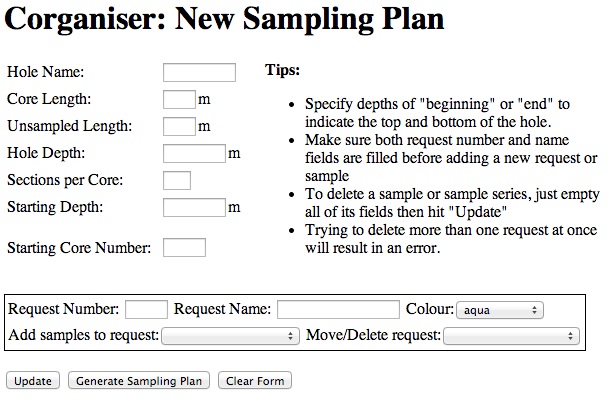 Corganiser: New Sampling Plan
Hole Name:
Core Length: m
Unsampled Length: m
Hole Depth: m
Sections per Core:
Starting Depth: m
Starting Core Number:
Tips:
• Specify depths of "beginning" or "end" to
indicate the top and bottom of the hole.
• Make sure both request number and name
fields are filled before adding a new request or
sample
• To delete a sample or sample series, just empty
all of its fields then hit "Update"
• Trying to delete more than one request at once
will result in an error.
Request Number: Request Name: Colour: aqua
Add samples to request: Move/Delete request:
Update Generate Sampling Plan Clear Form